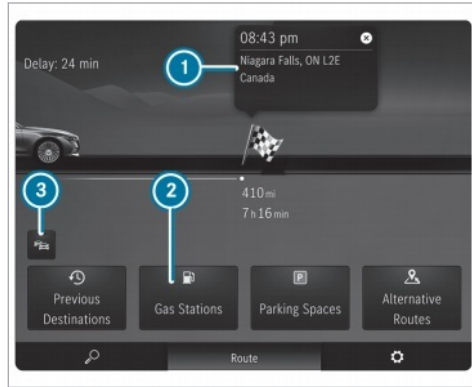 08:43 pm
Delay: 24 min
1
Niagara Falls, ON L2E
Canada
3
2
410 mi
7 h 16 min
P
Previous
Destinations
Gas Stations
Parking Spaces
Alternative
Routes
Route